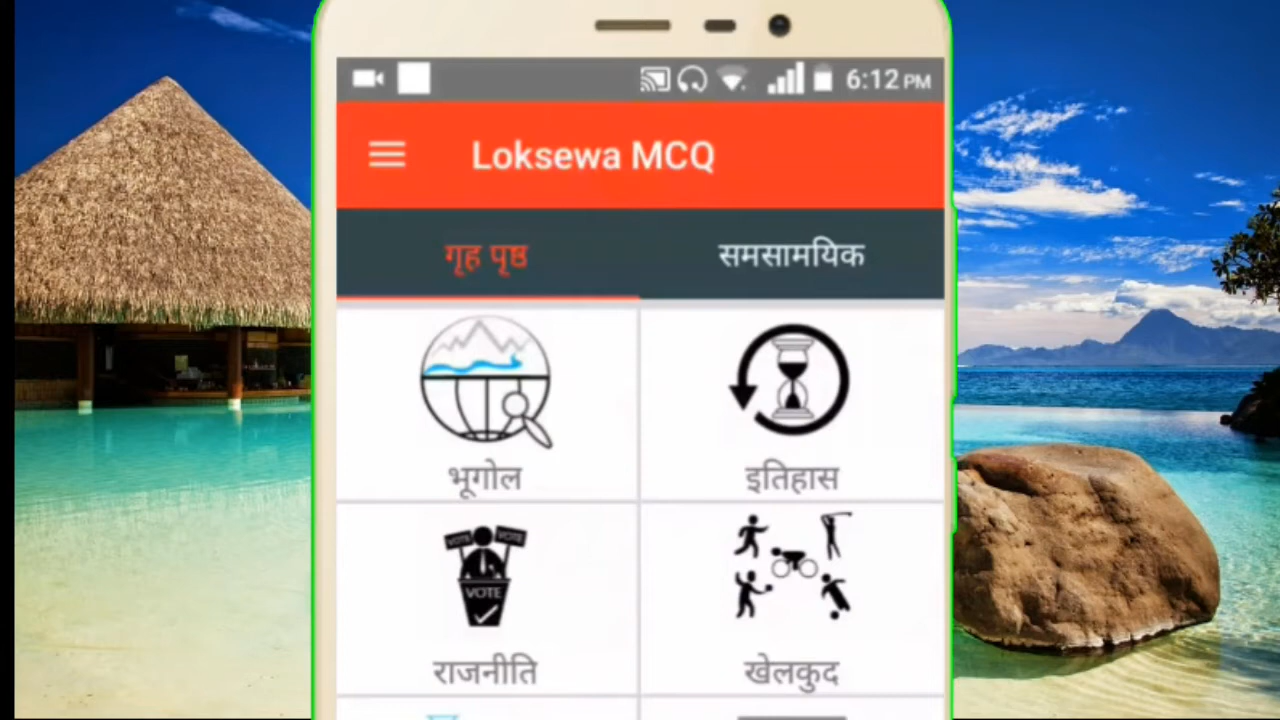 6:12 PM
Loksewa MCQ
गृह पृष्ठ
समसामयिक
भूगोल
इतिहास
VOTE VOTE
VOTE
राजनीति
खेलकुद